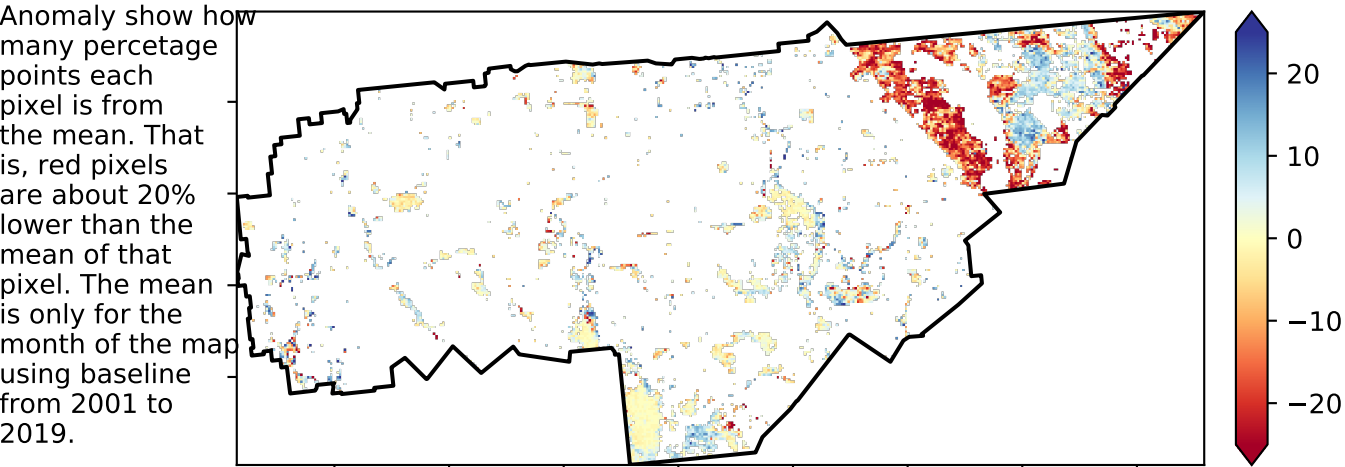 Anomaly show how
many percetage
points each
pixel is from
the mean. That
is, red pixels
are about 20%
lower than the
mean of that
pixel. The mean
is only for the
month of the map
using baseline
from 2001 to
2019.
20
10
0
−10
−20